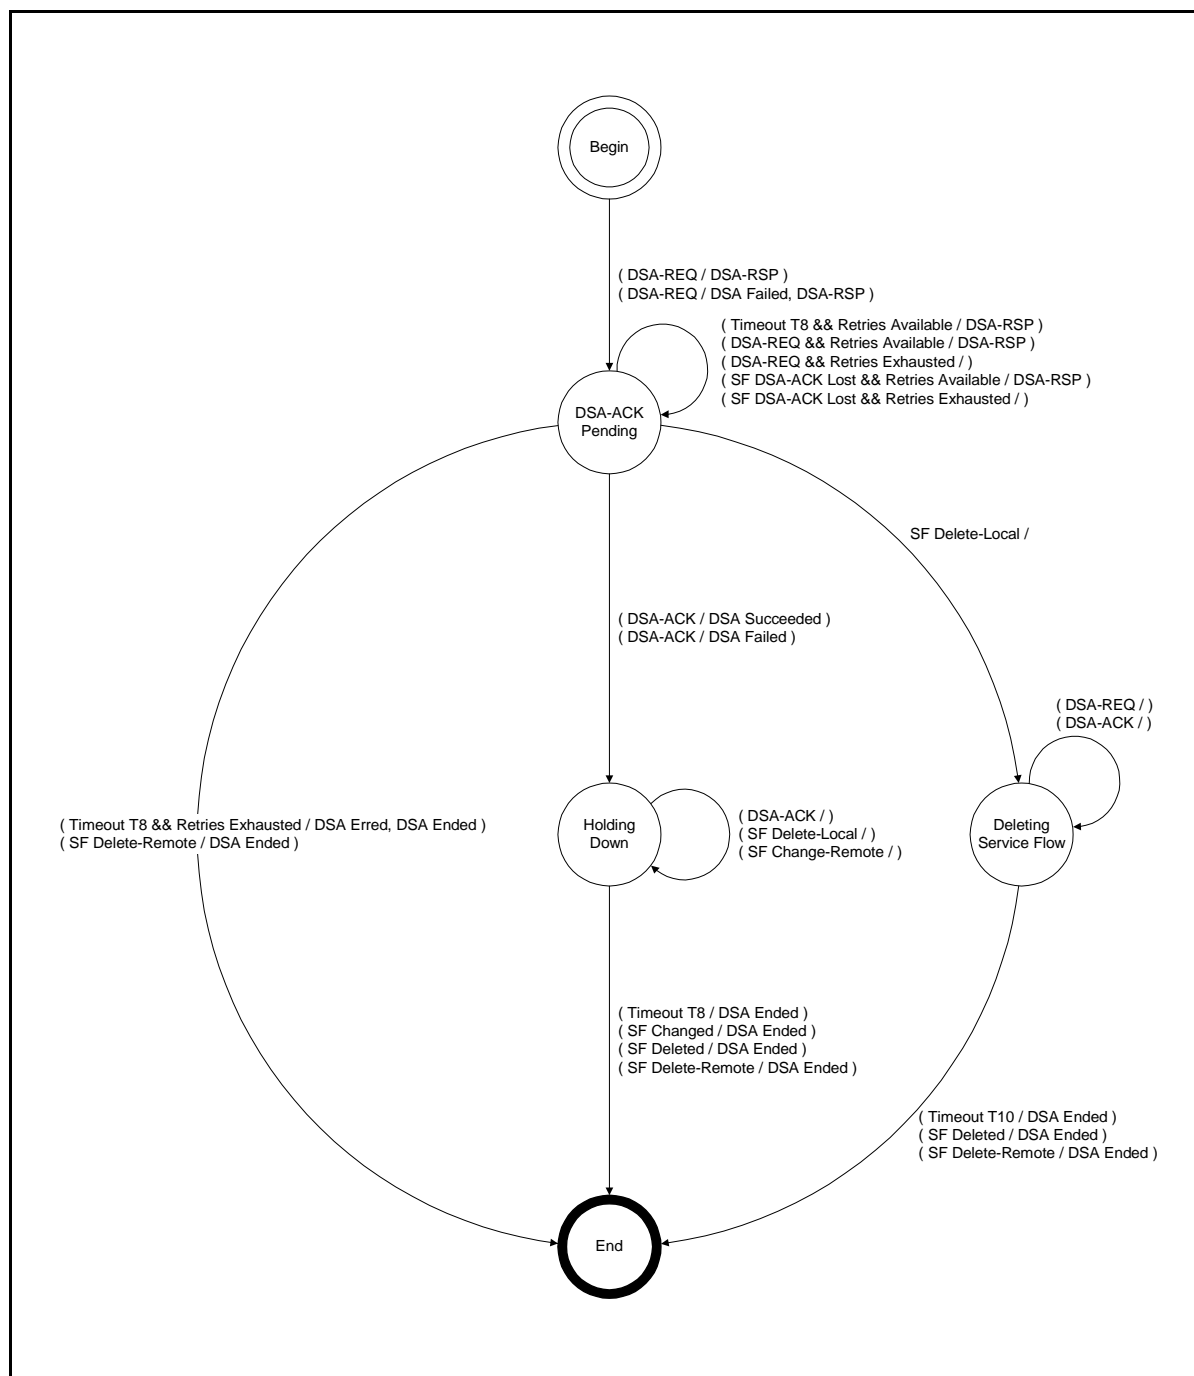 Begin
( DSA-REQ / DSA-RSP )
( DSA-REQ / DSA Failed, DSA-RSP )
( Timeout T8 && Retries Available / DSA-RSP )
( DSA-REQ && Retries Available / DSA-RSP )
( DSA-REQ && Retries Exhausted / )
( SF DSA-ACK Lost && Retries Available / DSA-RSP )
( SF DSA-ACK Lost && Retries Exhausted / )
DSA-ACK
Pending
SF Delete-Local /
( DSA-ACK / DSA Succeeded )
( DSA-ACK / DSA Failed )
( DSA-REQ / )
( DSA-ACK / )
( Timeout T8 && Retries Exhausted / DSA Erred, DSA Ended )
( SF Delete-Remote / DSA Ended )
Holding
Down
( DSA-ACK / )
( SF Delete-Local / )
( SF Change-Remote / )
Deleting
Service Flow
( Timeout T8 / DSA Ended )
( SF Changed / DSA Ended )
( SF Deleted / DSA Ended )
( SF Delete-Remote / DSA Ended )
( Timeout T10 / DSA Ended )
( SF Deleted / DSA Ended )
( SF Delete-Remote / DSA Ended )
End